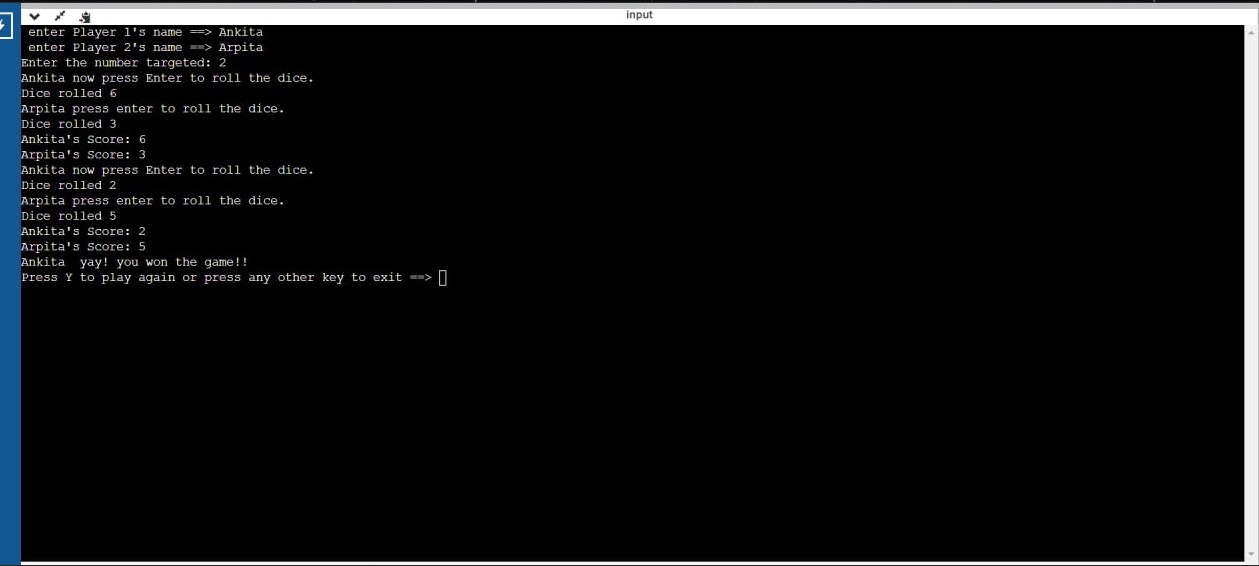 input
enter Player 1's name ==> Ankita
enter Player 2's name ==> Arpita
Enter the number targeted: 2
Ankita now press Enter to roll the dice.
Dice rolled 6
Arpita press enter to roll the dice.
Dice rolled 3
Ankita's Score: 6
Arpita's Score: 3
Ankita now press Enter to roll the dice.
Dice rolled 2
Arpita press enter to roll the dice.
Dice rolled 5
Ankita's Score: 2
Arpita's Score: 5
Ankita  yay! you won the game!!
Press Y to play again or press any other key to exit ==>